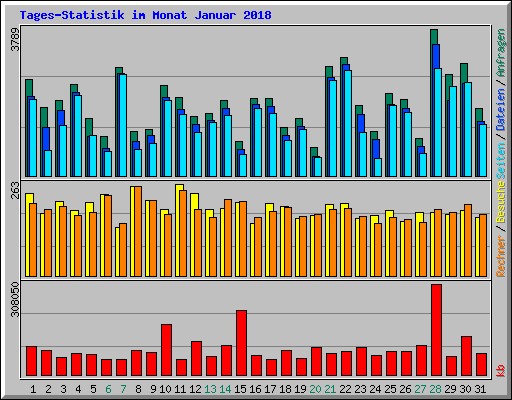 Tages-Statistik im Monat Januar 2018
3789
263
308050
Rechner / Besuche Seiten / Dateien / Anfragen
kb
1 2 3 4 5 6 7 8 9 10 11 12 13 14 15 16 17 18 19 20 21 22 23 24 25 26 27 28 29 30 31